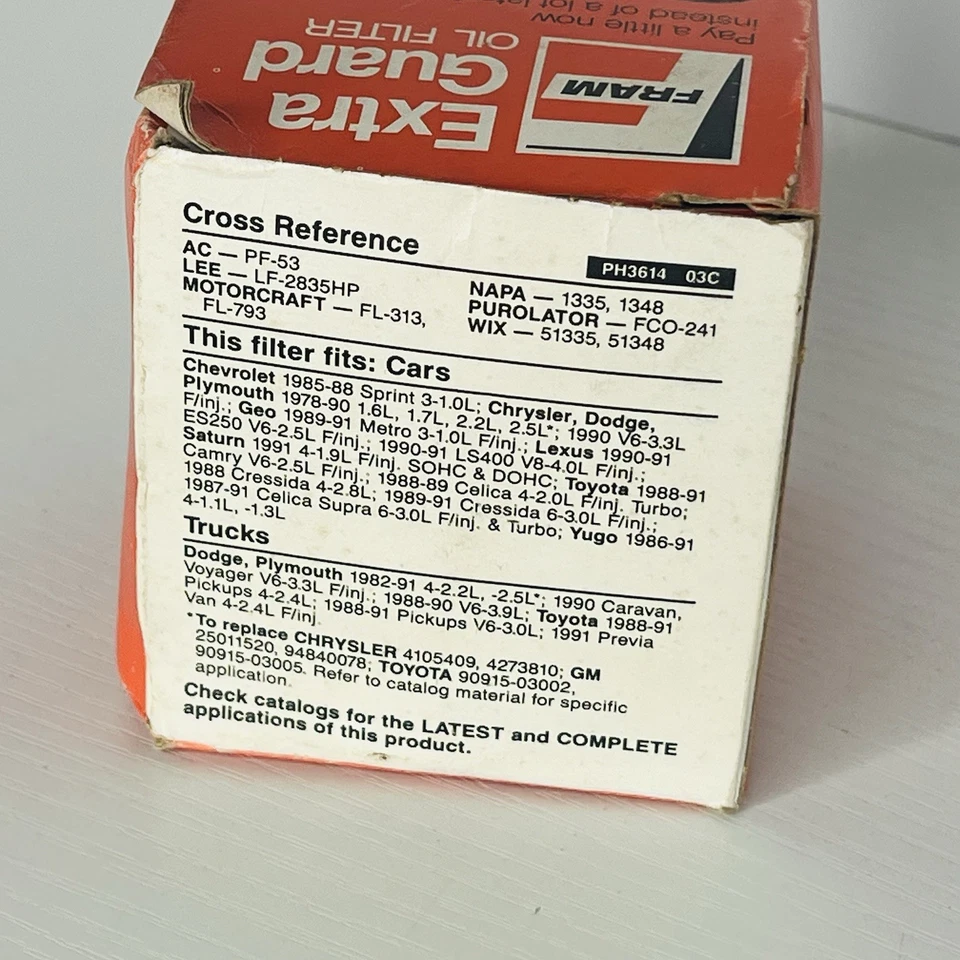 Pay a little now
instead of a lot
FRAM
Extra
Guard
OIL FILTER
Cross Reference
PH3614 03C
AC — PF-53
LEE — LF-2835HP
MOTORCRAFT — FL-313,
FL-793
NAPA — 1335, 1348
PUROLATOR — FCO-241
WIX — 51335, 51348
This filter fits: Cars
Chevrolet 1985-88 Sprint 3-1.0L; Chrysler, Dodge,
Plymouth 1978-90 1.6L, 1.7L, 2.2L, 2.5L*; 1990 V6-3.3L
F/inj.; Geo 1989-91 Metro 3-1.0L F/inj.; Lexus 1990-91
ES250 V6-2.5L F/inj.; 1990-91 LS400 V8-4.0L F/inj.;
Saturn 1991 4-1.9L F/inj. SOHC & DOHC; Toyota 1988-91
Camry V6-2.5L F/inj.; 1988-89 Celica 4-2.0L F/inj. Turbo;
1988 Cressida 4-2.8L; 1989-91 Cressida 6-3.0L F/inj.;
1987-91 Celica Supra 6-3.0L F/inj. & Turbo; Yugo 1986-91
4-1.1L, -1.3L
Trucks
Dodge, Plymouth 1982-91 4-2.2L, -2.5L*; 1990 Caravan,
Voyager V6-3.3L F/inj.; 1988-90 V6-3.9L; Toyota 1988-91
Pickups 4-2.4L; 1988-91 Pickups V6-3.0L; 1991 Previa
Van 4-2.4L F/inj.
*To replace CHRYSLER 4105409, 4273810; GM
25011520, 94840078; TOYOTA 90915-03002,
90915-03005. Refer to catalog material for specific
application.
Check catalogs for the LATEST and COMPLETE
applications of this product.